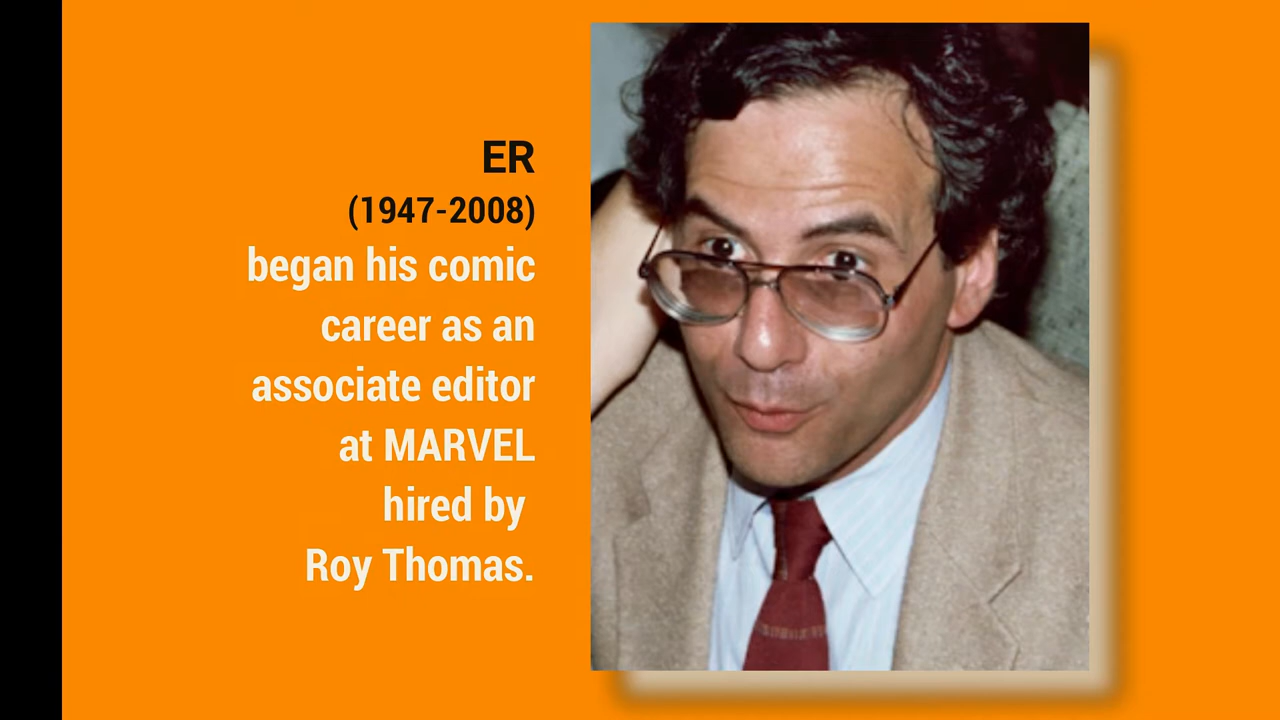 ER
(1947-2008)
began his comic
career as an
associate editor
at MARVEL
hired by
Roy Thomas.